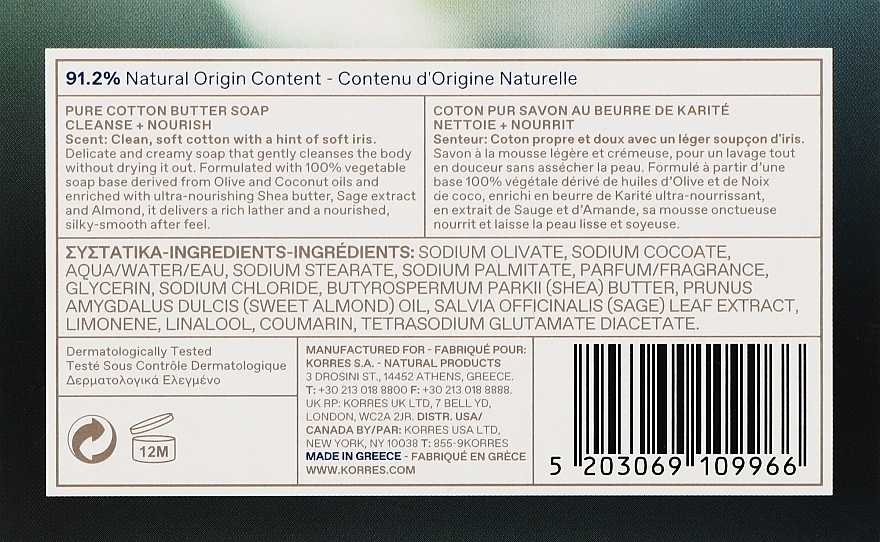 91.2% Natural Origin Content - Contenu d'Origine Naturelle
PURE COTTON BUTTER SOAP
CLEANSE + NOURISH
Scent: Clean, soft cotton with a hint of soft iris.
Delicate and creamy soap that gently cleanses the body
without drying it out. Formulated with 100% vegetable
soap base derived from Olive and Coconut oils and
enriched with ultra-nourishing Shea butter, Sage extract
and Almond, it delivers a rich lather and a nourished,
silky-smooth after feel.
COTON PUR SAVON AU BEURRE DE KARITÉ
NETTOIE + NOURRIT
Senteur: Coton propre et doux avec un léger soupçon d'iris.
Savon à la mousse légère et crémeuse, pour un lavage tout
en douceur sans assécher la peau. Formulé à partir d'une
base 100% végétale dérivé de huiles d'Olive et de Noix
de coco, enrichi en beurre de Karité ultra-nourrissant,
en extrait de Sauge et d'Amande, sa mousse onctueuse
nourrit et laisse la peau lisse et soyeuse.
ΣΥΣΤΑΤΙΚΑ-INGREDIENTS-INGRÉDIENTS: SODIUM OLIVATE, SODIUM COCOATE,
AQUA/WATER/EAU, SODIUM STEARATE, SODIUM PALMITATE, PARFUM/FRAGRANCE,
GLYCERIN, SODIUM CHLORIDE, BUTYROSPERMUM PARKII (SHEA) BUTTER, PRUNUS
AMYGDALUS DULCIS (SWEET ALMOND) OIL, SALVIA OFFICINALIS (SAGE) LEAF EXTRACT,
LIMONENE, LINALOOL, COUMARIN, TETRASODIUM GLUTAMATE DIACETATE.
Dermatologically Tested
Testé Sous Contrôle Dermatologique
Δερματολογικά Ελεγμένο
12M
MANUFACTURED FOR - FABRIQUÉ POUR:
KORRES S.A. - NATURAL PRODUCTS
3 DROSINI ST., 14452 ATHENS, GREECE.
T: +30 213 018 8800 F: +30 213 018 8888.
UK RP: KORRES UK LTD, 7 BELL YD,
LONDON, WC2A 2JR. DISTR. USA/
CANADA BY/PAR: KORRES USA LTD,
NEW YORK, NY 10038 T: 855-9KORRES
MADE IN GREECE - FABRIQUÉ EN GRÈCE
WWW.KORRES.COM
5 203069 109966